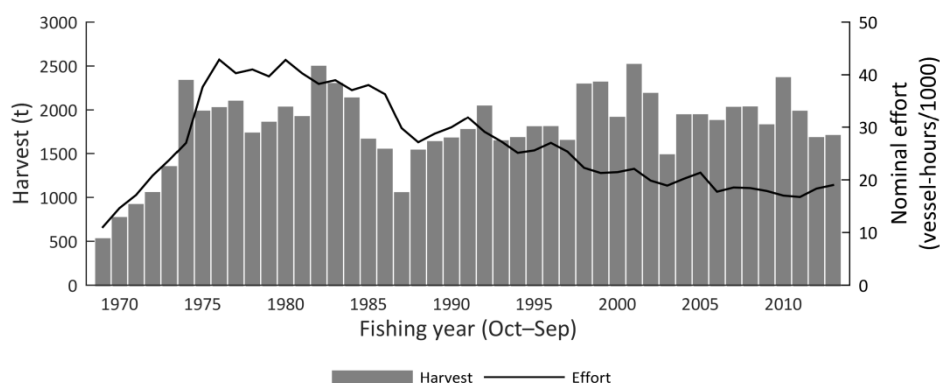 3000
2500
2000
1500
1000
500
0
Harvest (t)
50
40
30
20
10
0
Nominal effort
(vessel-hours/1000)
1970 1975 1980 1985 1990 1995 2000 2005 2010
Fishing year (Oct–Sep)
Harvest Effort